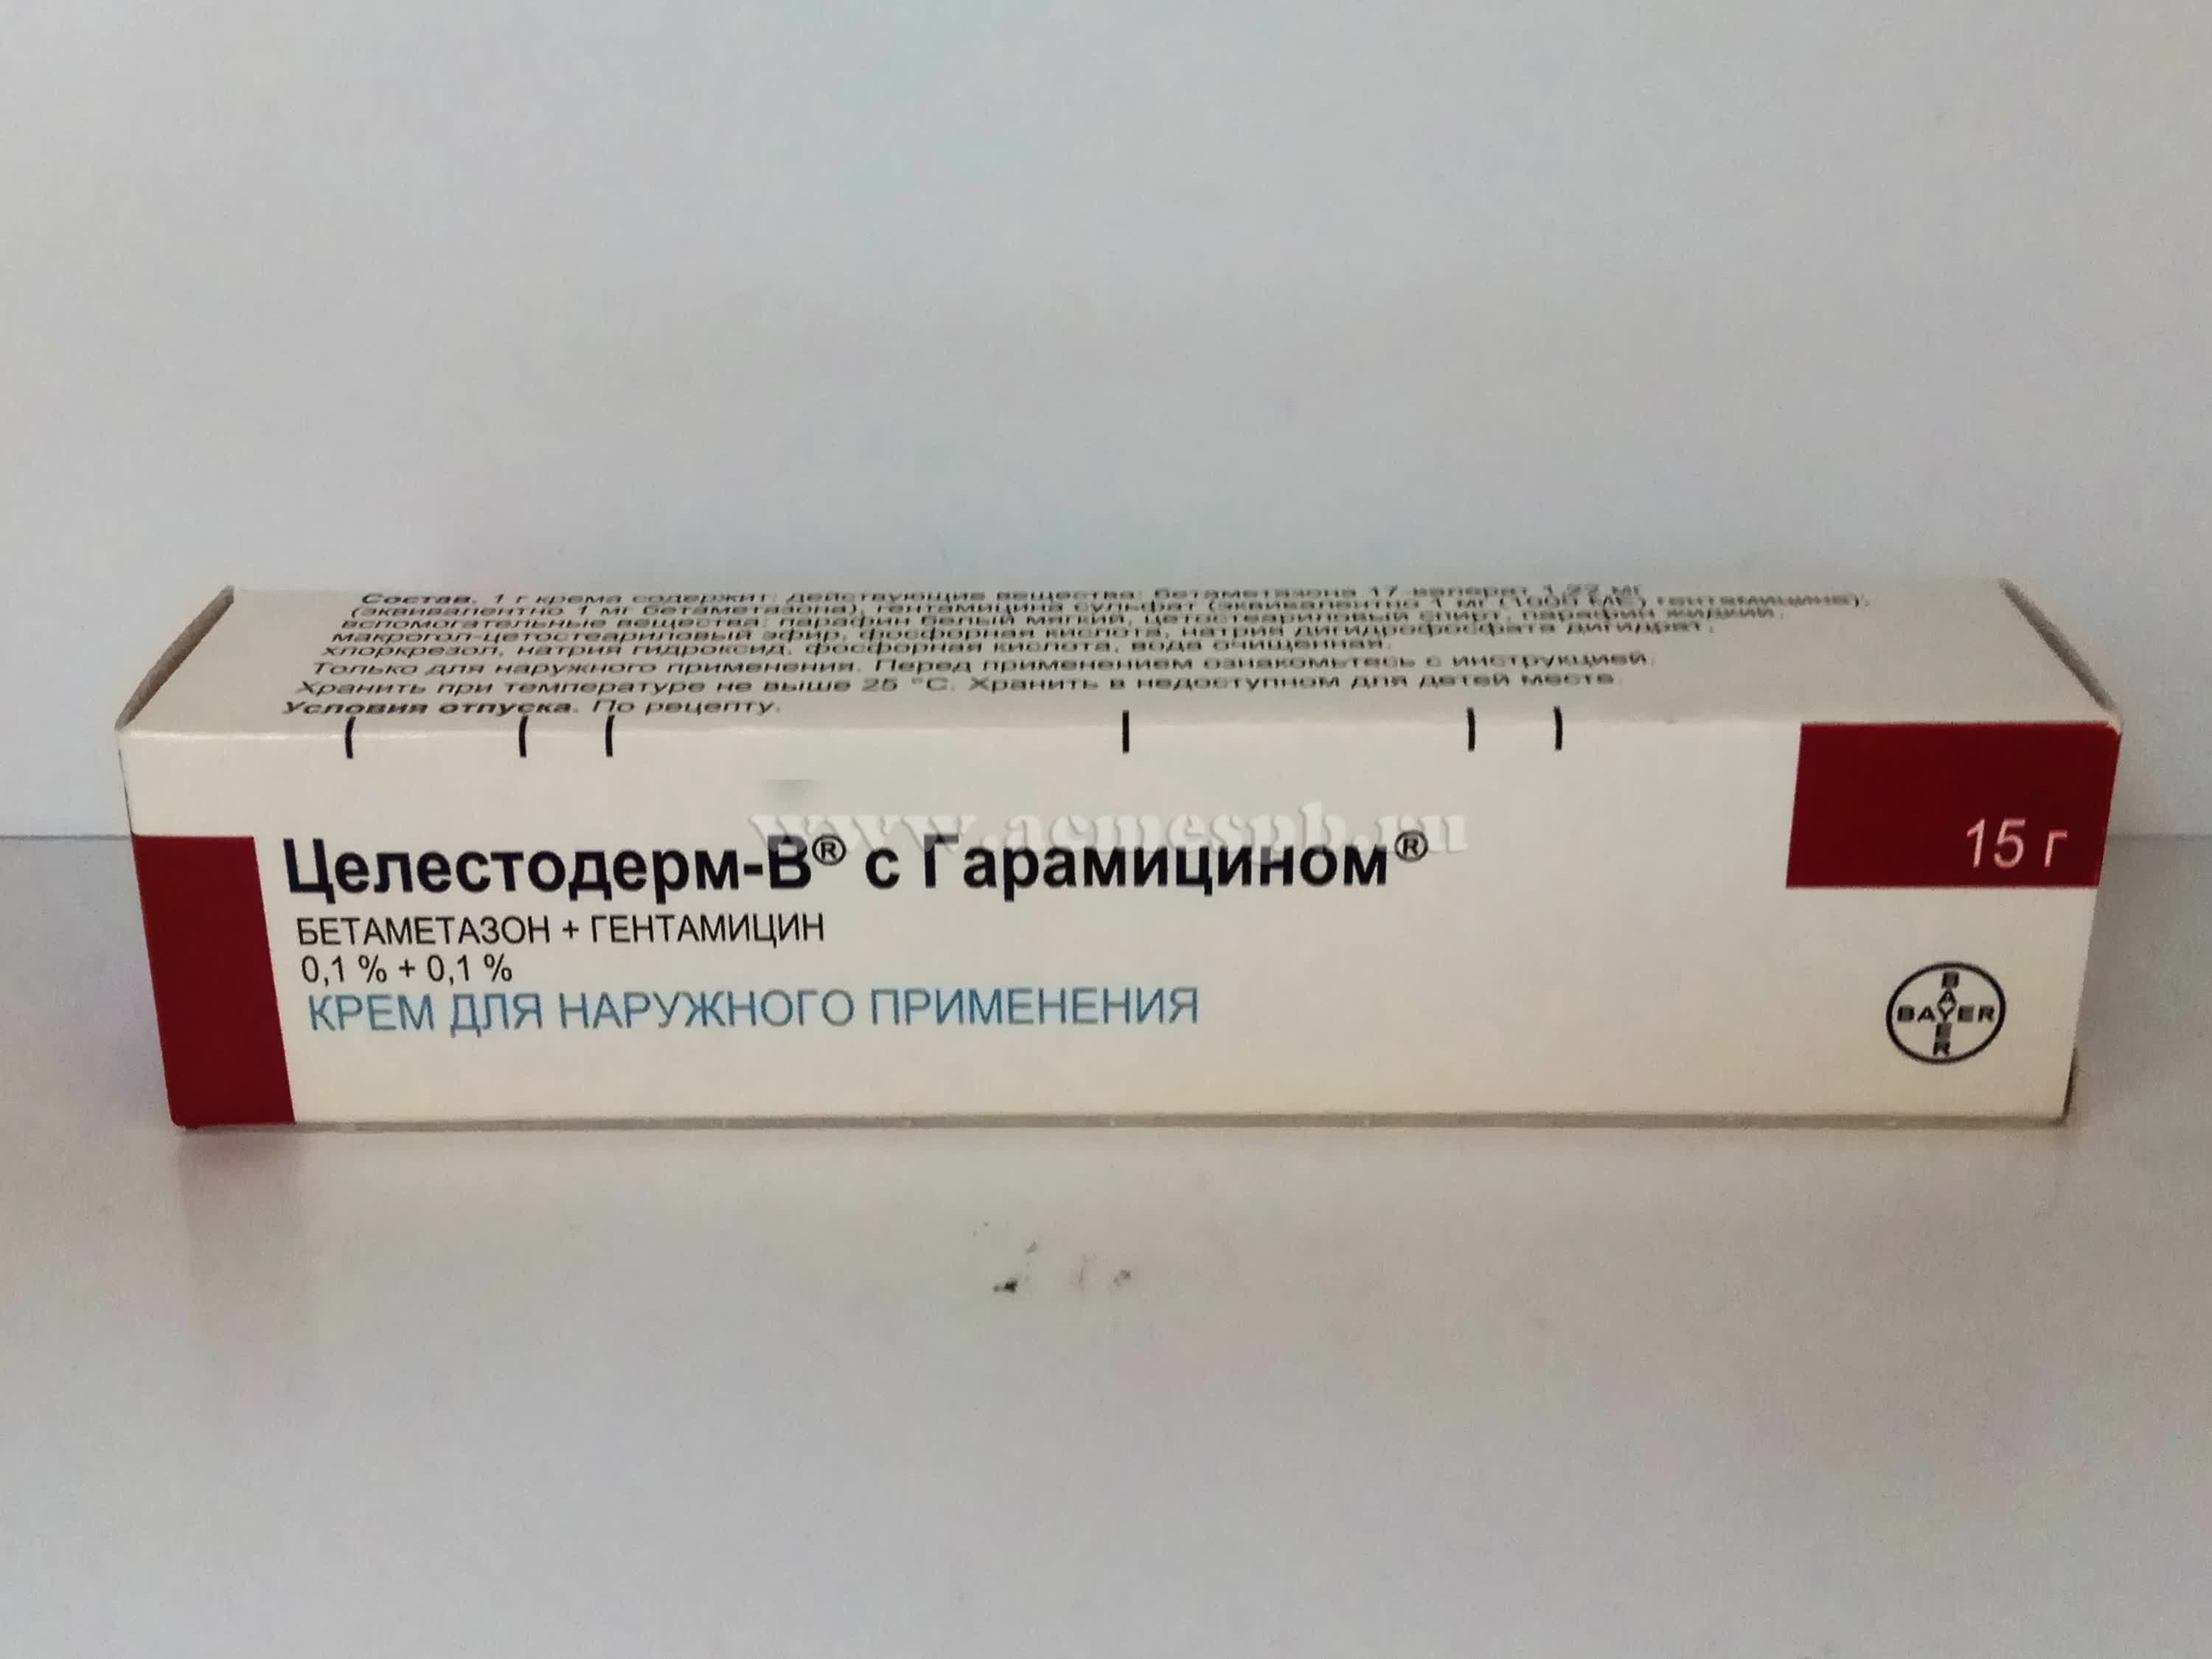 Состав. 1 г крема содержит: действующие вещества: бетаметазона 17-валерат 1,22 мг
(эквивалентно 1 мг бетаметазона), гентамицина сульфат (эквивалентно 1 мг (1000 МЕ) гентамицина);
вспомогательные вещества: парафин белый мягкий, цетостеариловый спирт, парафин жидкий,
макрогол-цетостеариловый эфир, фосфорная кислота, натрия дигидрофосфата дигидрат,
хлоркрезол, натрия гидроксид, фосфорная кислота, вода очищенная.
Только для наружного применения. Перед применением ознакомьтесь с инструкцией.
Хранить при температуре не выше 25 °C. Хранить в недоступном для детей месте.
Условия отпуска. По рецепту.
www.acmespb.ru
15 г
Целестодерм-В® с Гарамицином®
БЕТАМЕТАЗОН + ГЕНТАМИЦИН
0,1 % + 0,1 %
КРЕМ ДЛЯ НАРУЖНОГО ПРИМЕНЕНИЯ
BAYER
BAYER